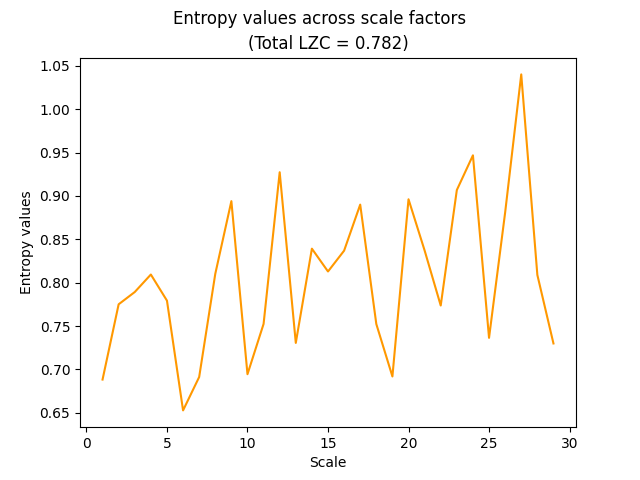 Entropy values across scale factors
(Total LZC = 0.782)
1.05
1.00
0.95
0.90
0.85
0.80
0.75
0.70
0.65
Entropy values
0 5 10 15 20 25 30
Scale